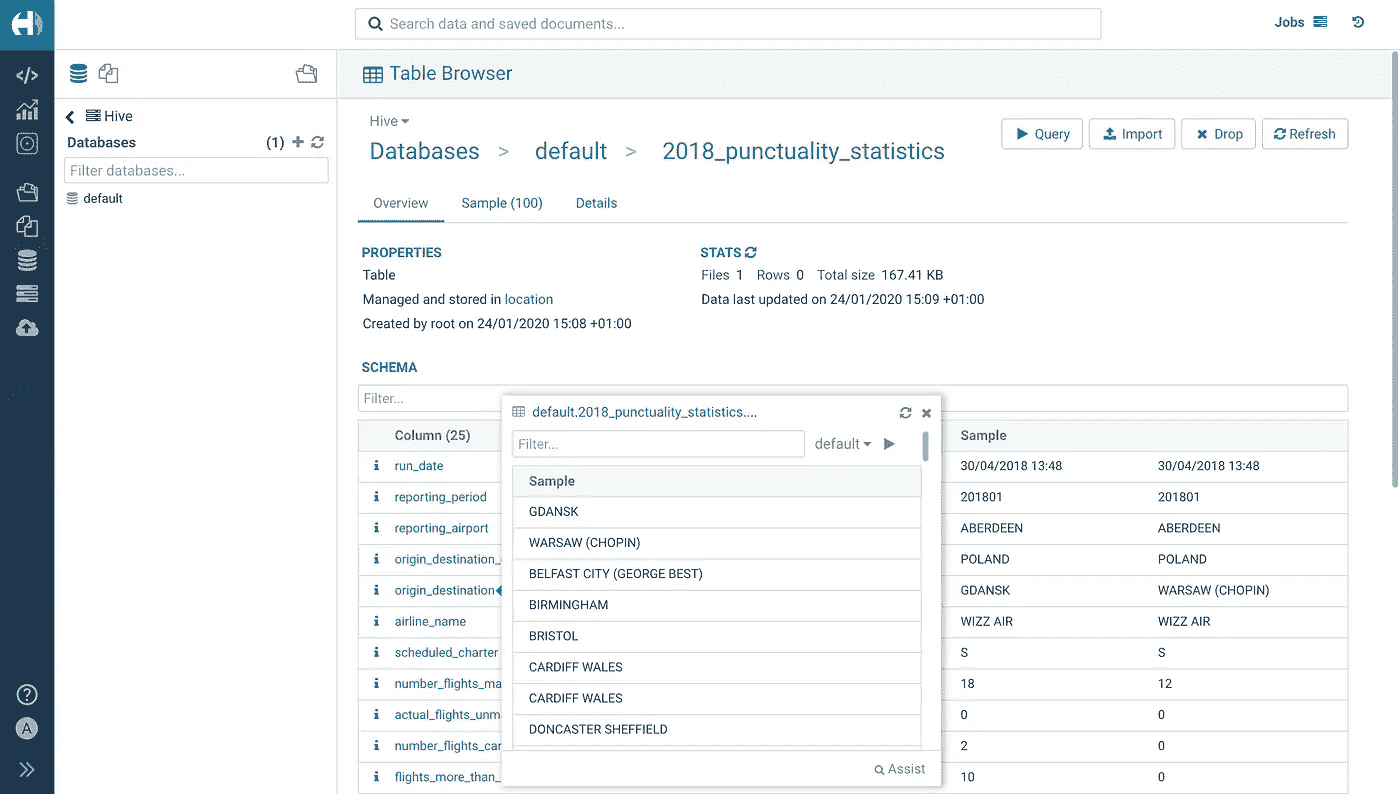 Search data and saved documents...
Jobs
Table Browser
Hive
Databases (1)
Filter databases...
default
Hive
Databases > default > 2018_punctuality_statistics
Query Import Drop Refresh
Overview Sample (100) Details
PROPERTIES
Table
Managed and stored in location
Created by root on 24/01/2020 15:08 +01:00
STATS
Files 1 Rows 0 Total size 167.41 KB
Data last updated on 24/01/2020 15:09 +01:00
SCHEMA
Filter...
Column (25) Sample
i run_date 30/04/2018 13:48 30/04/2018 13:48
i reporting_period 201801 201801
i reporting_airport ABERDEEN ABERDEEN
i origin_destination_ POLAND POLAND
i origin_destination GDANSK WARSAW (CHOPIN)
i airline_name WIZZ AIR WIZZ AIR
i scheduled_charter S S
i number_flights_ma 18 12
i actual_flights_unm 0 0
i number_flights_can 2 0
i flights_more_than_ 10 0
default.2018_punctuality_statistics....
Filter... default
Sample
GDANSK
WARSAW (CHOPIN)
BELFAST CITY (GEORGE BEST)
BIRMINGHAM
BRISTOL
CARDIFF WALES
CARDIFF WALES
DONCASTER SHEFFIELD
Assist
?
A